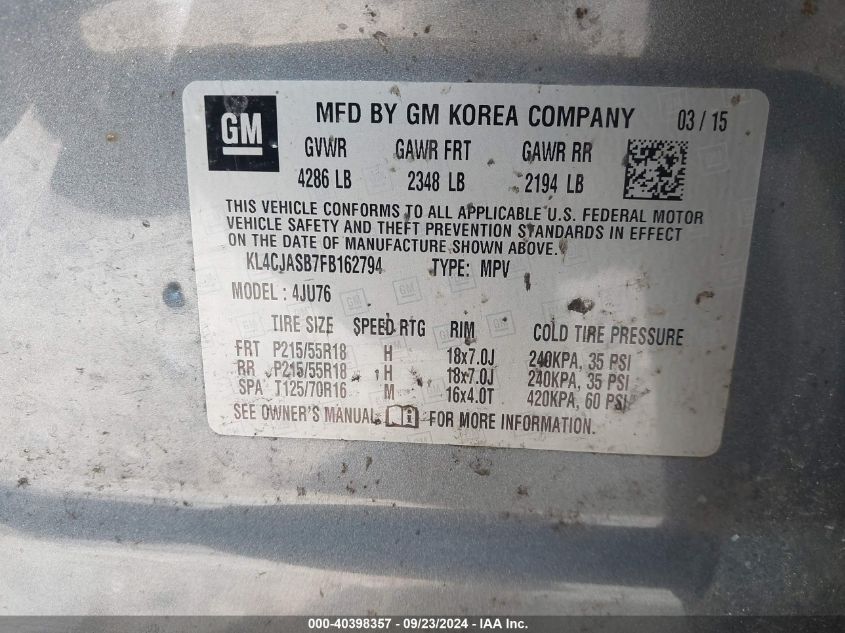 GM MFD BY GM KOREA COMPANY 03 / 15
GVWR GAWR FRT GAWR RR
4286 LB 2348 LB 2194 LB
THIS VEHICLE CONFORMS TO ALL APPLICABLE U.S. FEDERAL MOTOR
VEHICLE SAFETY AND THEFT PREVENTION STANDARDS IN EFFECT
ON THE DATE OF MANUFACTURE SHOWN ABOVE.
KL4CJASB7FB162794 TYPE: MPV
MODEL : 4JU76
TIRE SIZE SPEED RTG RIM COLD TIRE PRESSURE
FRT P215/55R18 H 18x7.0J 240KPA, 35 PSI
RR P215/55R18 H 18x7.0J 240KPA, 35 PSI
SPA T125/70R16 M 16x4.0T 420KPA, 60 PSI
SEE OWNER'S MANUAL FOR MORE INFORMATION.
000-40398357 - 09/23/2024 - IAAI Inc.